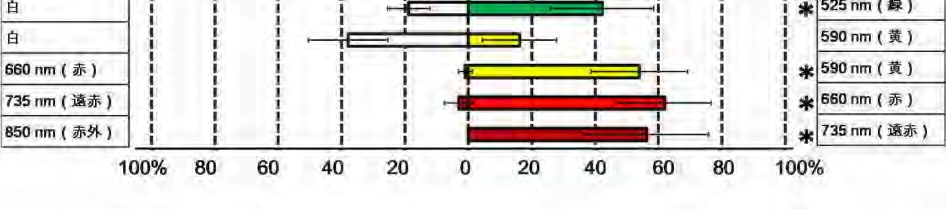 白 * 525 nm ( 緑 )
白 590 nm ( 黄 )
660 nm ( 赤 ) * 590 nm ( 黄 )
735 nm ( 遠赤 ) * 660 nm ( 赤 )
850 nm ( 赤外 ) * 735 nm ( 遠赤 )
100% 80 60 40 20 0 20 40 60 80 100%